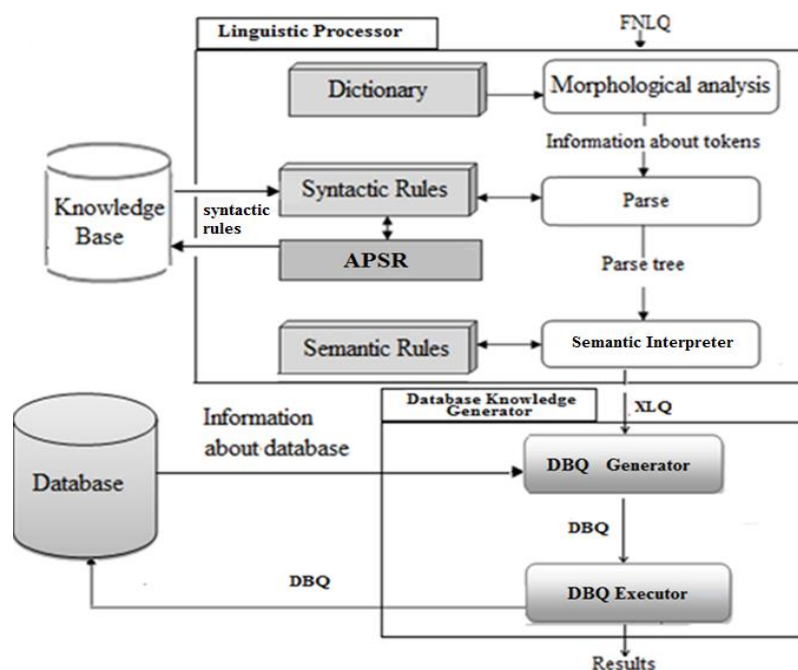 Linguistic Processor
FNLQ
Dictionary
Morphological analysis
Information about tokens
Knowledge
Base
syntactic
rules
Syntactic Rules
Parse
APSR
Parse tree
Semantic Rules
Semantic Interpreter
Database Knowledge
Generator
XLQ
Information
about database
Database
DBQ Generator
DBQ
DBQ
DBQ Executor
Results